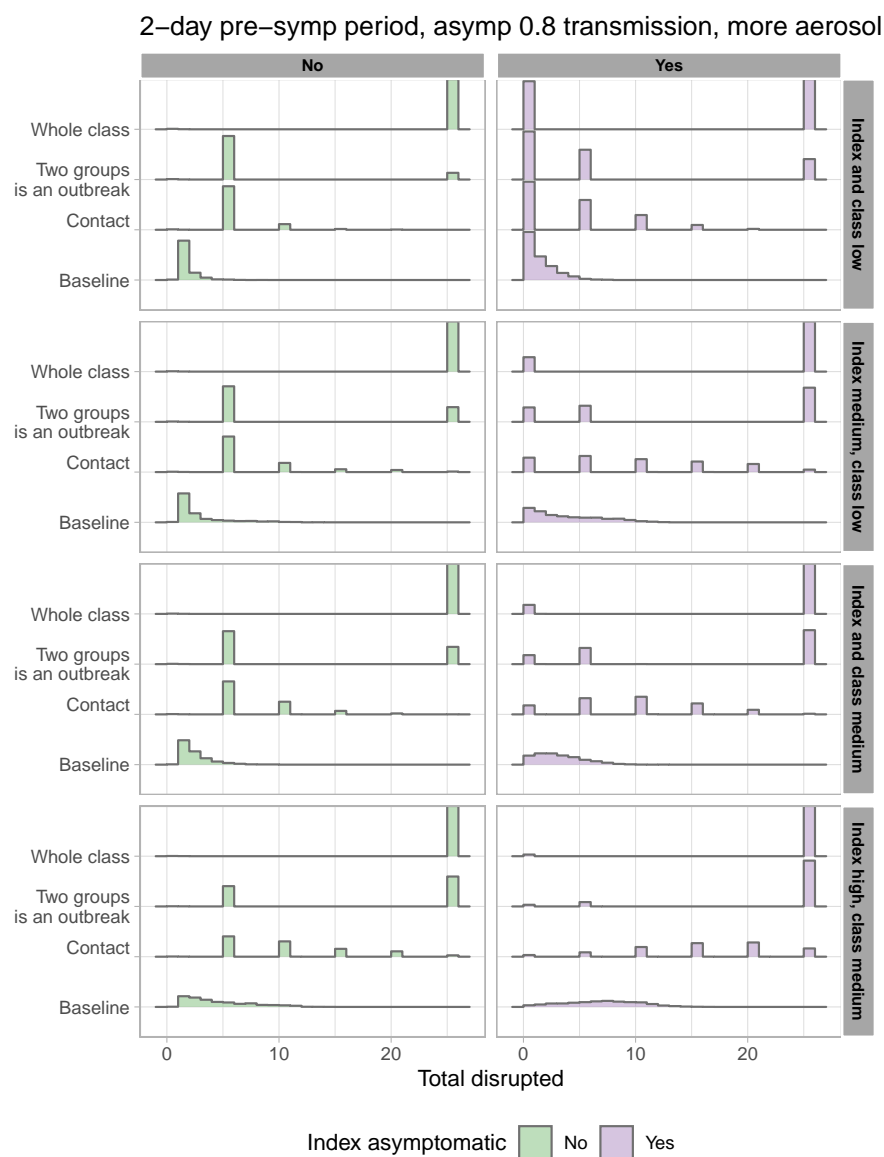 2−day pre−symp period, asymp 0.8 transmission, more aerosol
No
Yes
Whole class
Two groups
is an outbreak
Contact
Baseline
Index and class low
Whole class
Two groups
is an outbreak
Contact
Baseline
Index medium, class low
Whole class
Two groups
is an outbreak
Contact
Baseline
Index and class medium
Whole class
Two groups
is an outbreak
Contact
Baseline
Index high, class medium
0 10 20 0 10 20
Total disrupted
Index asymptomatic No Yes